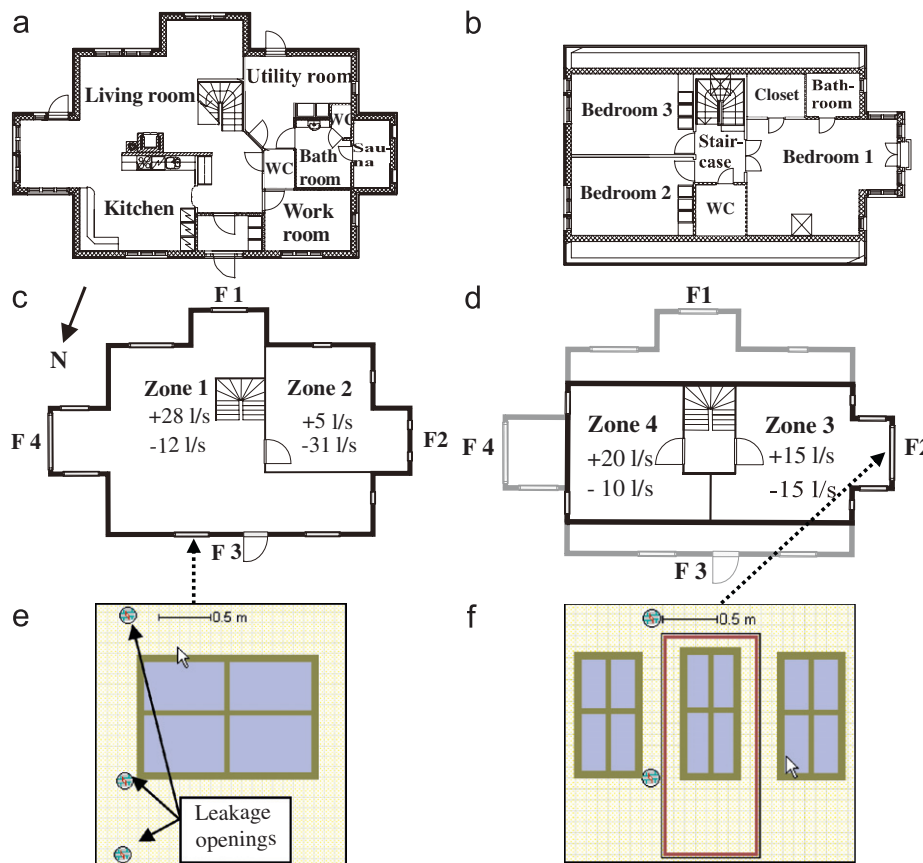 a
Living room
Utility room
WC
Sau-
na
WC
Bath
room
Kitchen
Work
room
b
Bedroom 3
Closet
Bath-
room
Stair-
case
Bedroom 1
Bedroom 2
WC
c
N
F 1
Zone 1
+28 l/s
-12 l/s
Zone 2
+5 l/s
-31 l/s
F 4
F2
F 3
d
F1
Zone 4
+20 l/s
- 10 l/s
Zone 3
+15 l/s
-15 l/s
F 4
F2
F 3
e
0.5 m
Leakage
openings
f
0.5 m